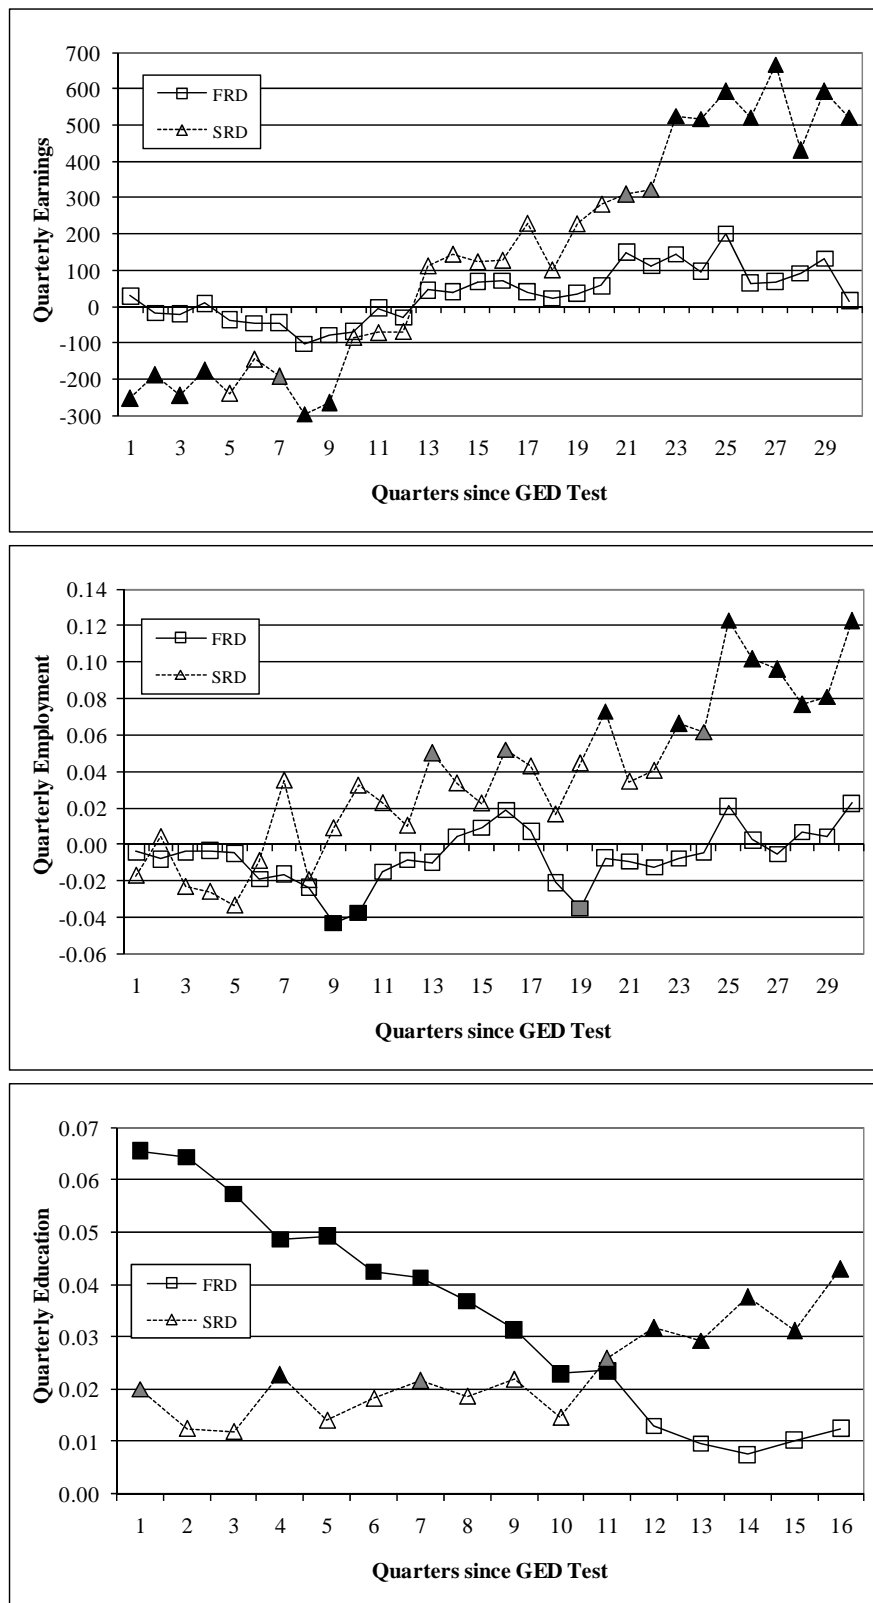 Quarterly Earnings
700
600
500
400
300
200
100
0
-100
-200
-300
FRD
SRD
1 3 5 7 9 11 13 15 17 19 21 23 25 27 29
Quarters since GED Test
Quarterly Employment
0.14
0.12
0.10
0.08
0.06
0.04
0.02
0.00
-0.02
-0.04
-0.06
FRD
SRD
1 3 5 7 9 11 13 15 17 19 21 23 25 27 29
Quarters since GED Test
Quarterly Education
0.07
0.06
0.05
0.04
0.03
0.02
0.01
0.00
FRD
SRD
1 2 3 4 5 6 7 8 9 10 11 12 13 14 15 16
Quarters since GED Test